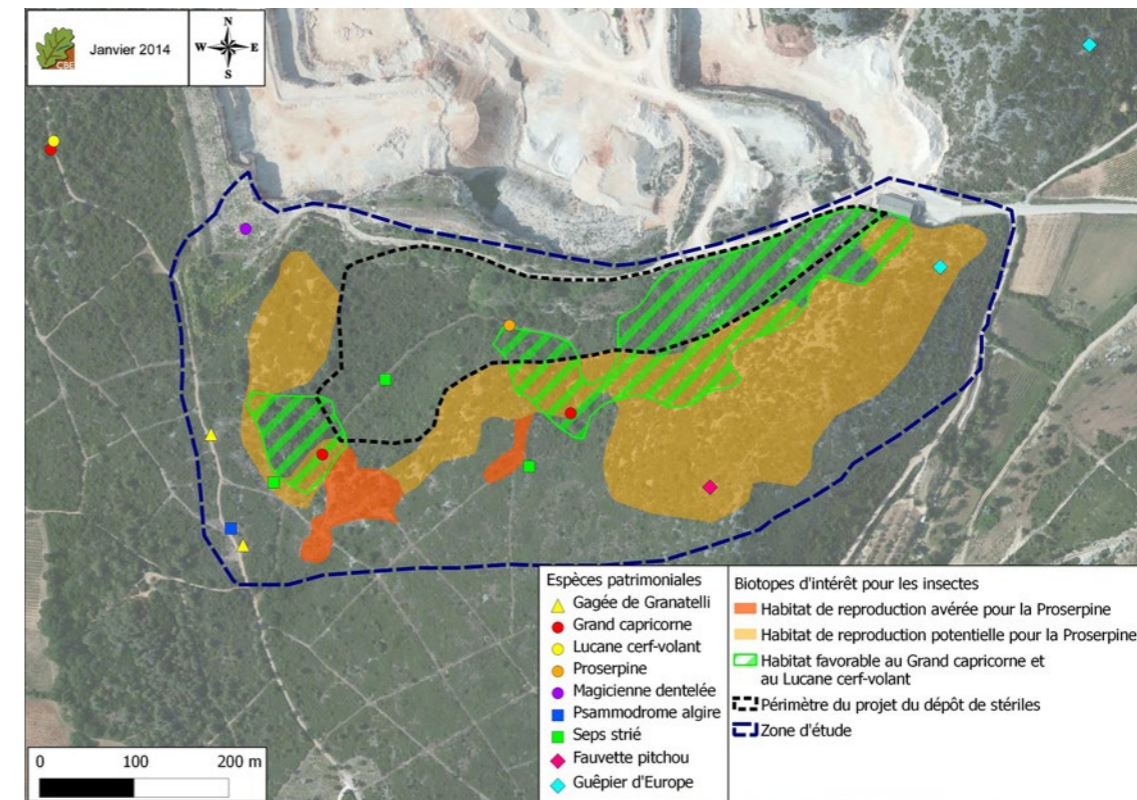 CBE
Janvier 2014
N
W E
S
Espèces patrimoniales
Gagée de Granatelli
Grand capricorne
Lucane cerf-volant
Proserpine
Magicienne dentelée
Psammodrome algire
Seps strié
Fauvette pitchou
Guêpier d'Europe
Biotopes d'intérêt pour les insectes
Habitat de reproduction avérée pour la Proserpine
Habitat de reproduction potentielle pour la Proserpine
Habitat favorable au Grand capricorne et
au Lucane cerf-volant
Périmètre du projet du dépôt de stériles
Zone d'étude
0 100 200 m